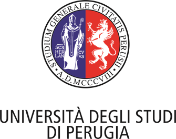 STUDIUM GENERALE CIVITATIS PERUSII
A.D. MCCCVIII
UNIVERSITÀ DEGLI STUDI
DI PERUGIA